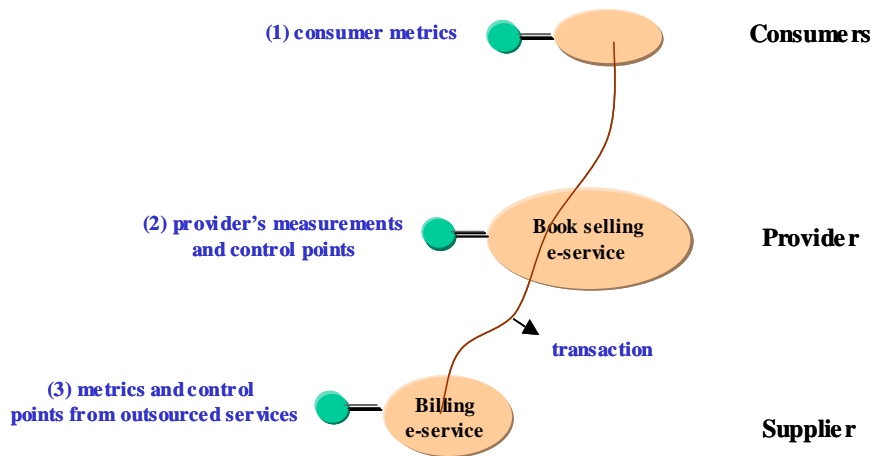 (1) consumer metrics
Consumers
(2) provider's measurements
and control points
Book selling
e-service
Provider
transaction
(3) metrics and control
points from outsourced services
Billing
e-service
Supplier